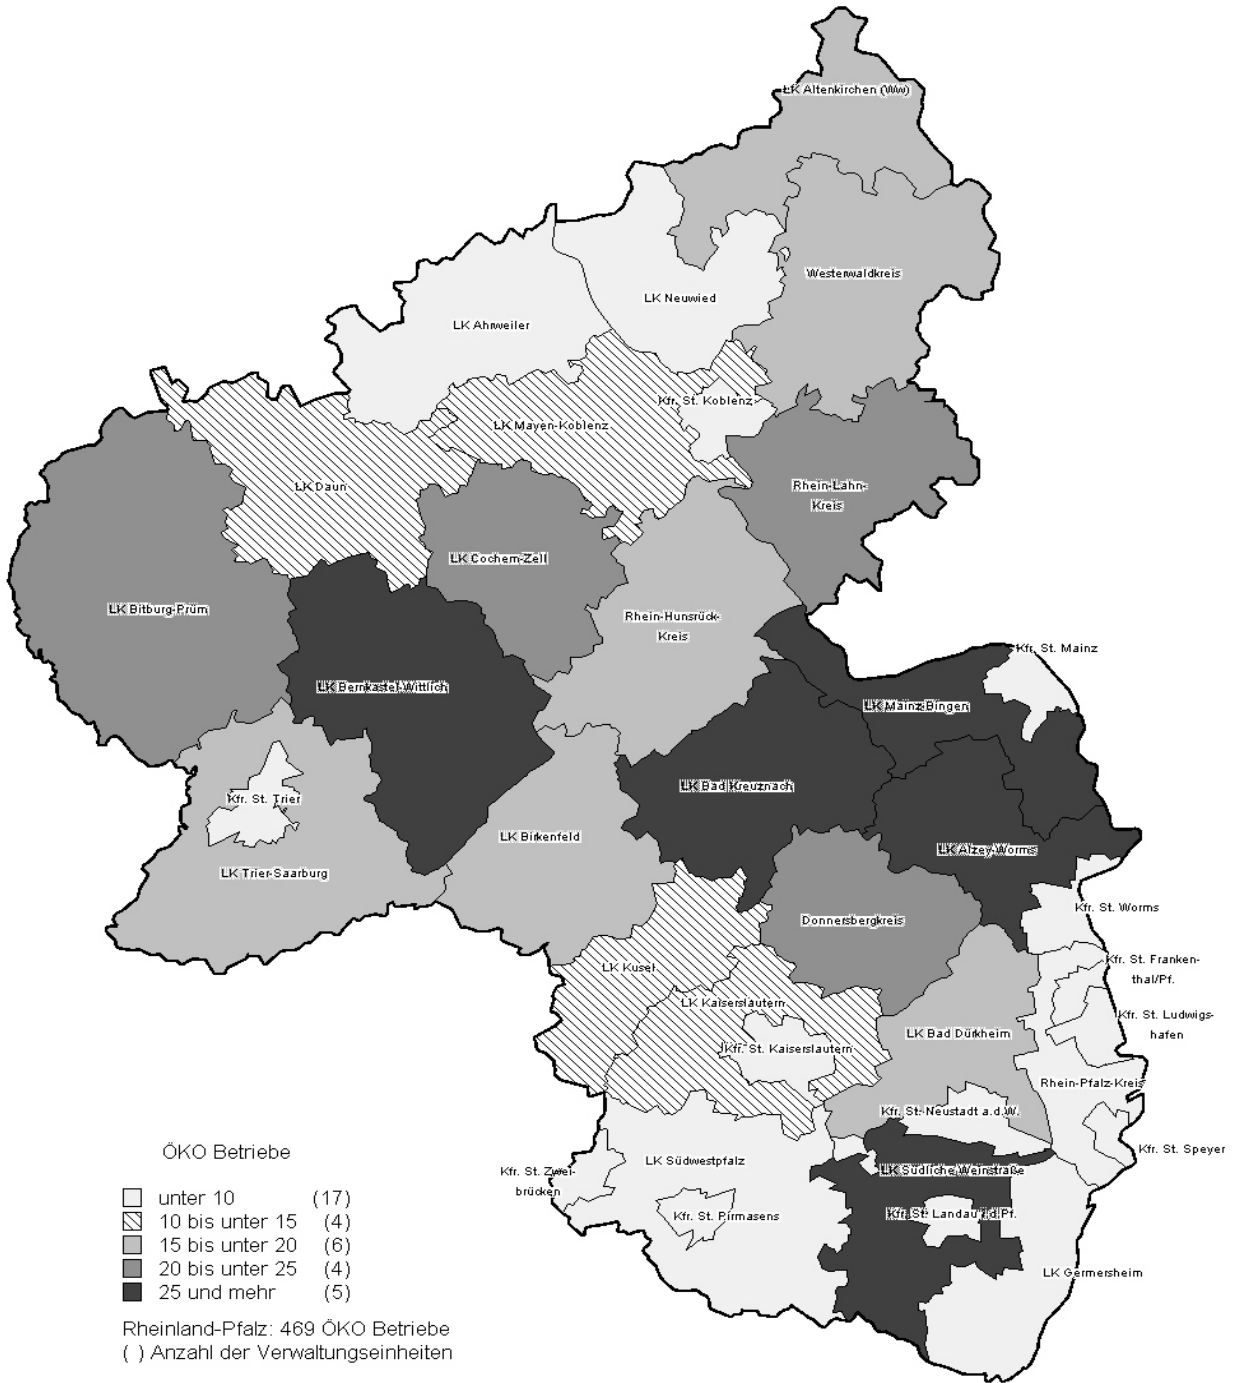 LK Altenkirchen (Ww)
Westerwaldkreis
LK Neuwied
LK Ahrweiler
Kfr. St. Koblenz
LK Mayen-Koblenz
LK Daun
Rhein-Lahn-
Kreis
LK Cochem-Zell
LK Bitburg-Prüm
Rhein-Hunsrück-
Kreis
Kfr. St. Mainz
LK Bernkastel-Wittlich
LK Mainz-Bingen
LK Bad Kreuznach
Kfr. St. Trier
LK Birkenfeld
LK Alzey-Worms
LK Trier-Saarburg
Kfr. St. Worms
Donnersbergkreis
Kfr. St. Franken-
thal/Pf.
LK Kusel
LK Kaiserslautern
Kfr. St. Ludwigs-
hafen
LK Bad Dürkheim
Kfr. St. Kaiserslautern
Rhein-Pfalz-Kreis
Kfr. St. Neustadt a.d.W.
Kfr. St. Speyer
LK Südwestpfalz
Kfr. St. Zwei-
brücken
LK Südliche Weinstraße
Kfr. St. Pirmasens
Kfr. St. Landau i.d.Pf.
LK Germersheim
ÖKO Betriebe
unter 10 (17)
10 bis unter 15 (4)
15 bis unter 20 (6)
20 bis unter 25 (4)
25 und mehr (5)
Rheinland-Pfalz: 469 ÖKO Betriebe
( ) Anzahl der Verwaltungseinheiten